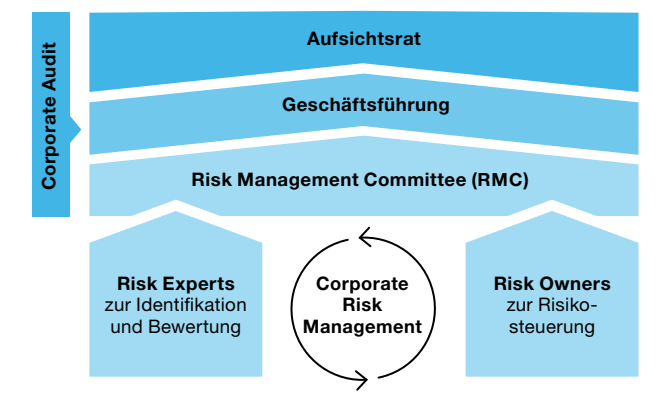 Corporate Audit
Aufsichtsrat
Geschäftsführung
Risk Management Committee (RMC)
Risk Experts
zur Identifikation
und Bewertung
Corporate
Risk
Management
Risk Owners
zur Risiko-
steuerung